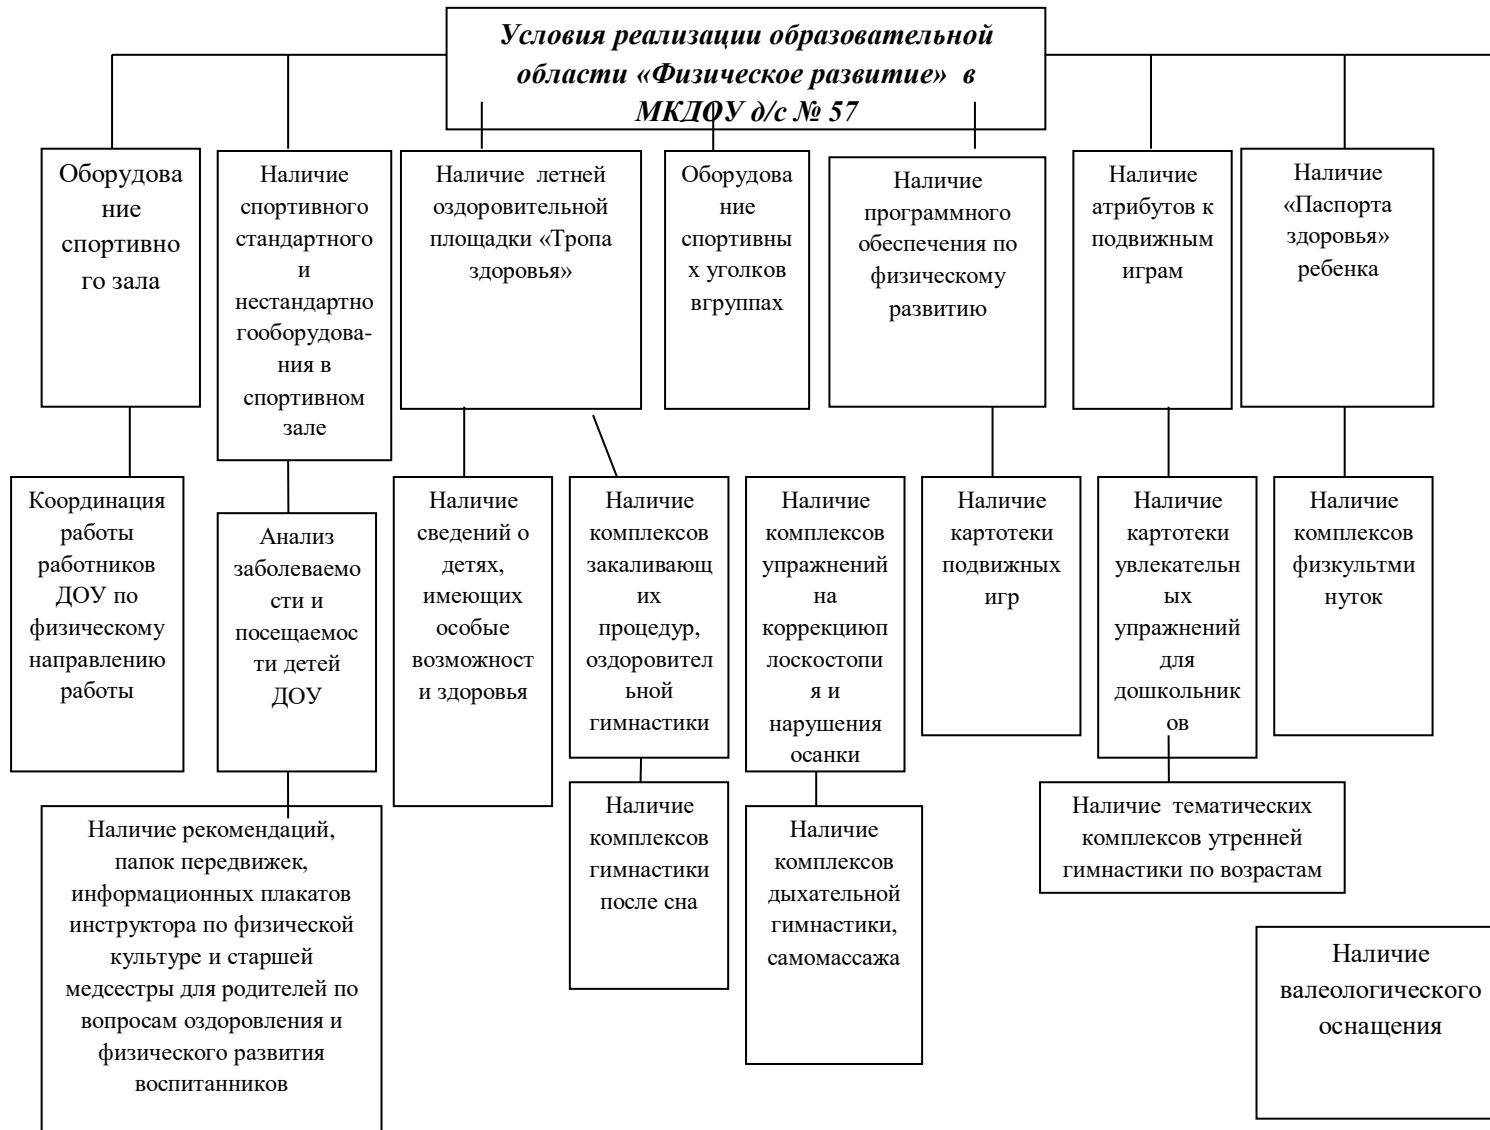 Условия реализации образовательной
области «Физическое развитие» в
МКДОУ д/с № 57
Оборудова
ние
спортивно
го зала
Наличие
спортивного
стандартного
и
нестандартно
гооборудова-
ния в
спортивном
зале
Наличие летней
оздоровительной
площадки «Тропа
здоровья»
Оборудова
ние
спортивны
х уголков
вгруппах
Наличие
программного
обеспечения по
физическому
развитию
Наличие
атрибутов к
подвижным
играм
Наличие
«Паспорта
здоровья»
ребенка
Координация
работы
работников
ДОУ по
физическому
направлению
работы
Анализ
заболеваемо
сти и
посещаемос
ти детей
ДОУ
Наличие
сведений о
детях,
имеющих
особые
возможност
и здоровья
Наличие
комплексов
закаливающ
их
процедур,
оздоровител
ьной
гимнастики
Наличие
комплексов
упражнений
на
коррекциюп
лоскостопи
я и
нарушения
осанки
Наличие
картотеки
подвижных
игр
Наличие
картотеки
увлекательн
ых
упражнений
для
дошкольник
ов
Наличие
комплексов
физкультми
нуток
Наличие рекомендаций,
папок передвижек,
информационных плакатов
инструктора по физической
культуре и старшей
медсестры для родителей по
вопросам оздоровления и
физического развития
воспитанников
Наличие
комплексов
гимнастики
после сна
Наличие
комплексов
дыхательной
гимнастики,
самомассажа
Наличие тематических
комплексов утренней
гимнастики по возрастам
Наличие
валеологического
оснащения